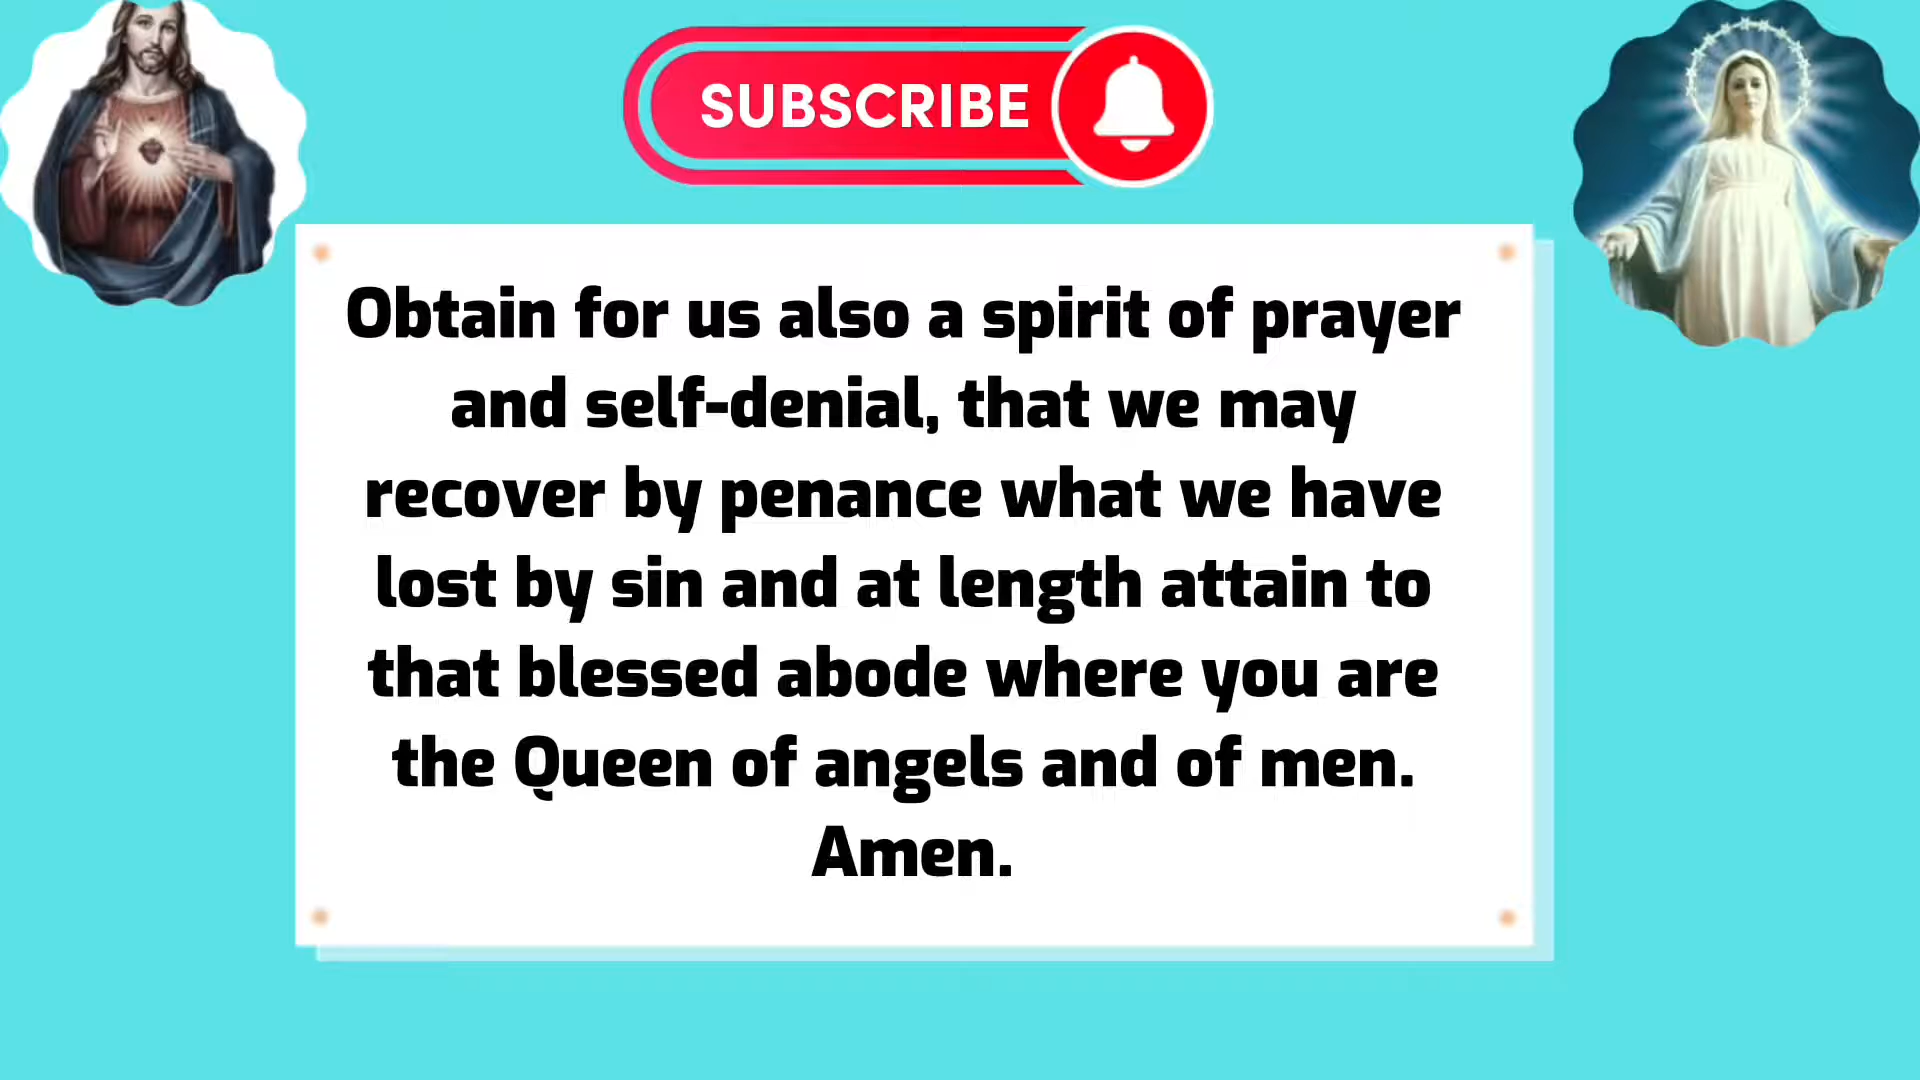 SUBSCRIBE
Obtain for us also a spirit of prayer
and self-denial, that we may
recover by penance what we have
lost by sin and at length attain to
that blessed abode where you are
the Queen of angels and of men.
Amen.